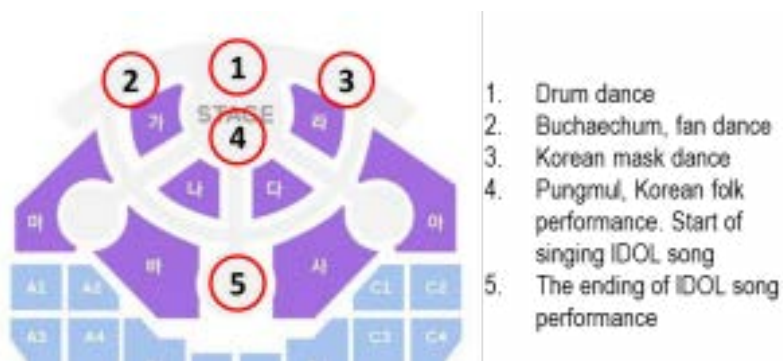 1
2
3
STAGE
가
라
4
나
다
마
아
바
사
5
A1
A2
C1
C2
A3
A4
C3
C4
1. Drum dance
2. Buchaechum, fan dance
3. Korean mask dance
4. Pungmul, Korean folk
performance. Start of
singing IDOL song
5. The ending of IDOL song
performance